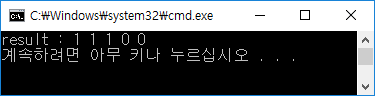 C:₩Windows₩system32₩cmd.exe
result : 1 1 1 0 0
계속하려면 아무 키나 누르십시오 . . .